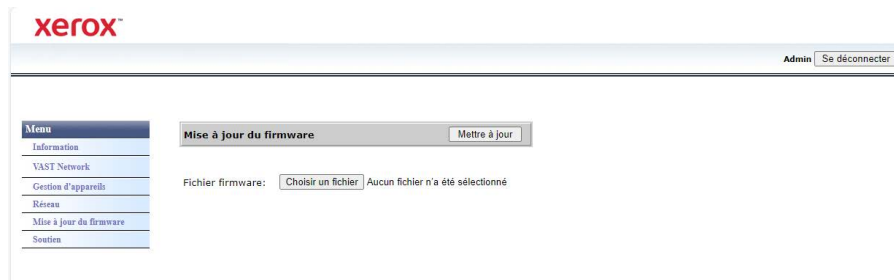 xerox™
Admin Se déconnecter
Menu
Information
VAST Network
Gestion d'appareils
Réseau
Mise à jour du firmware
Soutien
Mise à jour du firmware Mettre à jour
Fichier firmware: Choisir un fichier Aucun fichier n'a été sélectionné